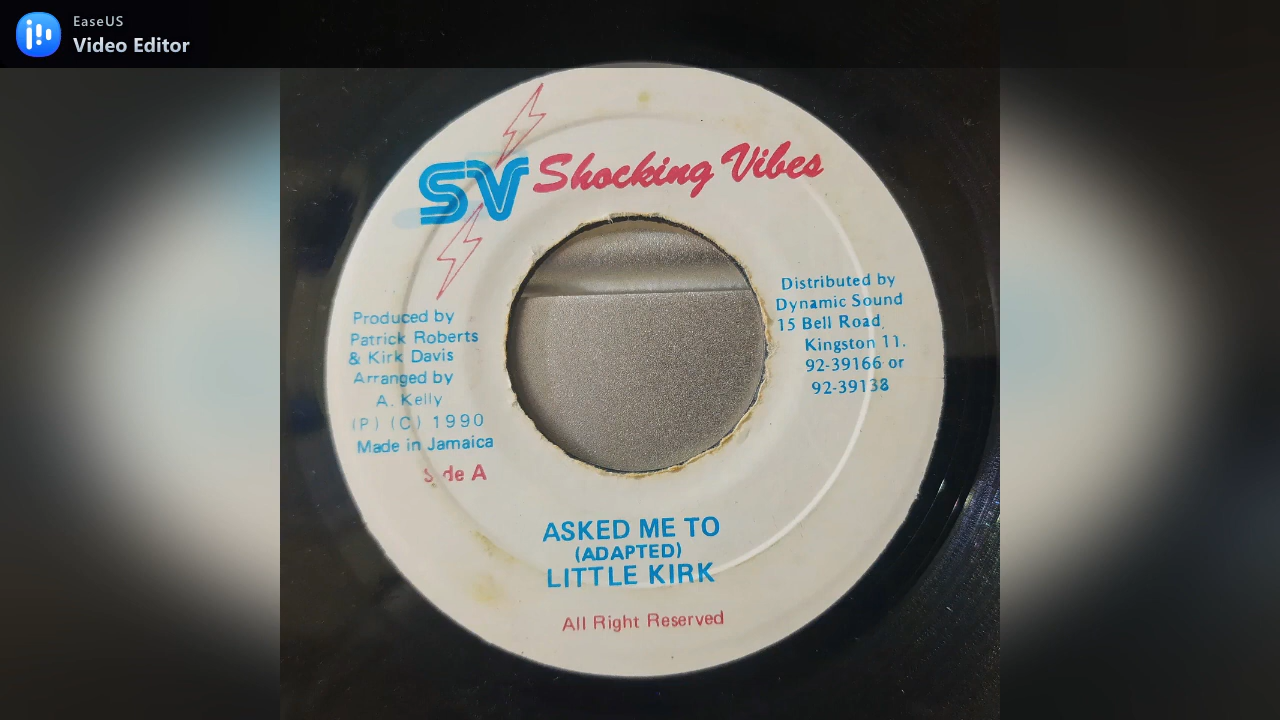 EaseUS
Video Editor
SV Shocking Vibes
Produced by
Patrick Roberts
& Kirk Davis
Arranged by
A. Kelly
(P) (C) 1990
Made in Jamaica
Side A
Distributed by
Dynamic Sound
15 Bell Road,
Kingston 11.
92-39166 or
92-39138
ASKED ME TO
(ADAPTED)
LITTLE KIRK
All Right Reserved